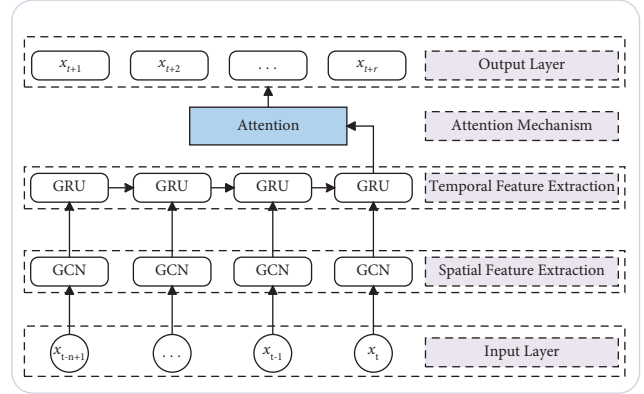 x_{t+1} x_{t+2} . . . x_{t+r} Output Layer
Attention Attention Mechanism
GRU GRU GRU GRU Temporal Feature Extraction
GCN GCN GCN GCN Spatial Feature Extraction
x_{t-n+1} . . . x_{t-1} x_{t} Input Layer